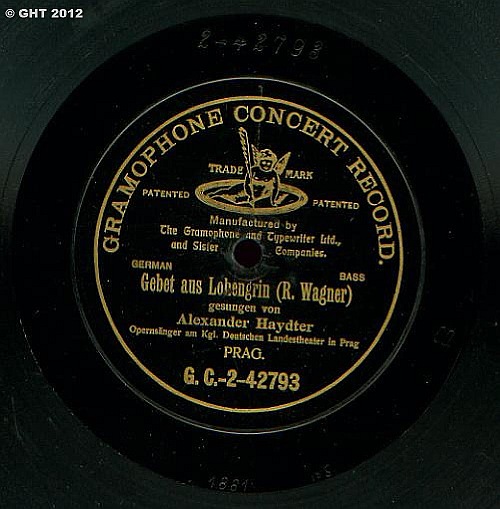 © GHT 2012
2-42793
GRAMOPHONE CONCERT RECORD.
TRADE MARK
PATENTED PATENTED
Manufactured by
The Gramophone and Typewriter Ltd.,
and Sister Companies.
GERMAN BASS
Gebet aus Lohengrin (R. Wagner)
gesungen von
Alexander Haydter
Opernsänger am Kgl. Deutschen Landestheater in Prag
PRAG.
G. C.-2-42793